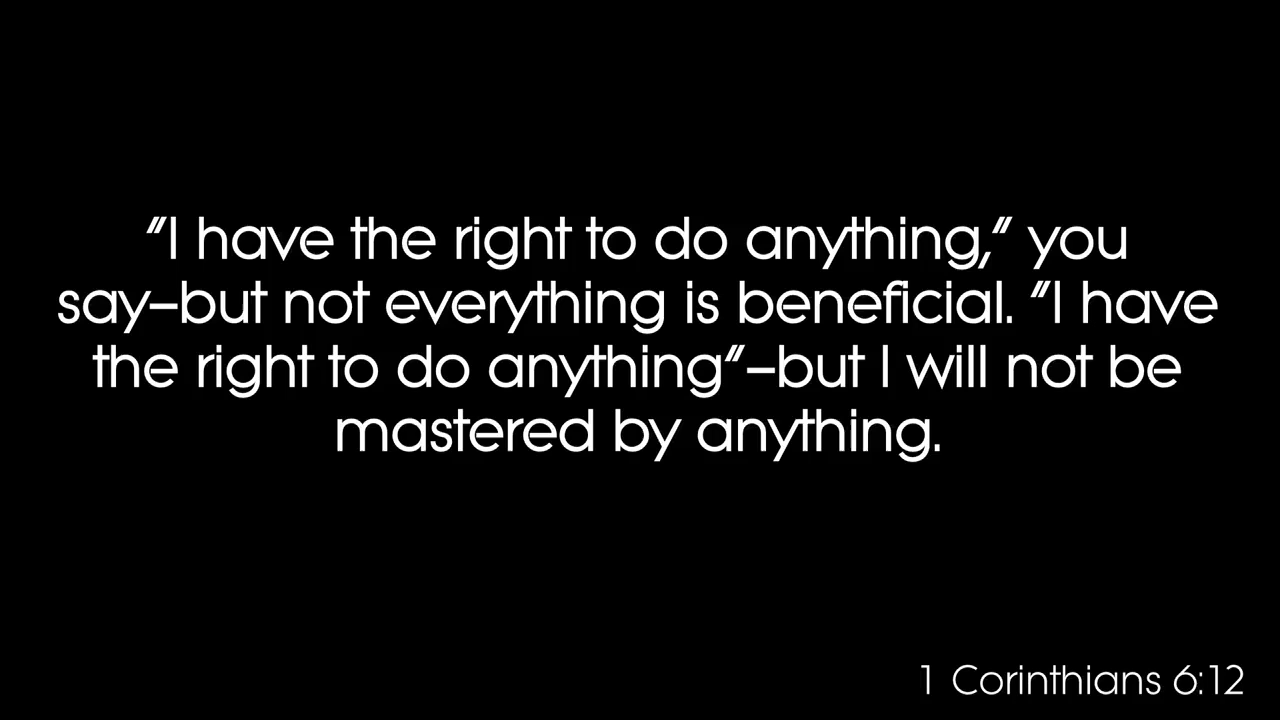 “I have the right to do anything,“ you
say–but not everything is beneficial. “I have
the right to do anything“–but I will not be
mastered by anything.
1 Corinthians 6:12